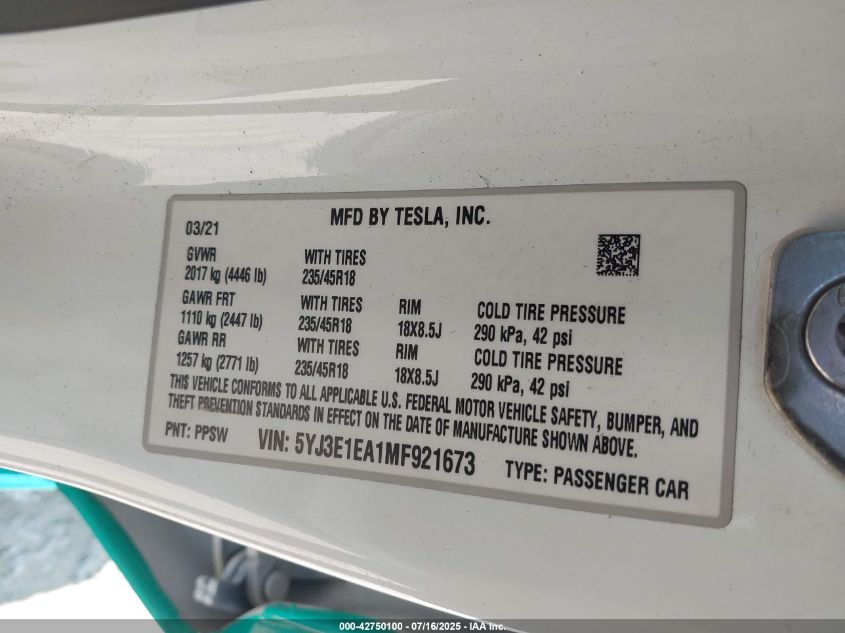 MFD BY TESLA, INC.
03/21
GVWR WITH TIRES
2017 kg (4446 lb) 235/45R18
GAWR FRT WITH TIRES RIM COLD TIRE PRESSURE
1110 kg (2447 lb) 235/45R18 18X8.5J 290 kPa, 42 psi
GAWR RR WITH TIRES RIM COLD TIRE PRESSURE
1257 kg (2771 lb) 235/45R18 18X8.5J 290 kPa, 42 psi
THIS VEHICLE CONFORMS TO ALL APPLICABLE U.S. FEDERAL MOTOR VEHICLE SAFETY, BUMPER, AND
THEFT PREVENTION STANDARDS IN EFFECT ON THE DATE OF MANUFACTURE SHOWN ABOVE.
PNT: PPSW VIN: 5YJ3E1EA1MF921673 TYPE: PASSENGER CAR
000-42750100 - 07/16/2025 - IAA Inc.